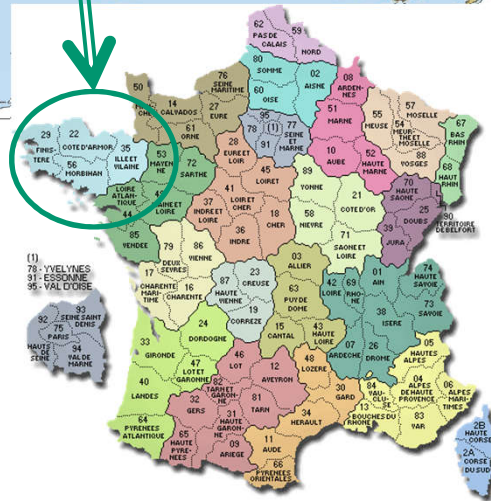 62
PAS DE
CALAIS
59
NORD
80
SOMME
02
AISNE
60
OISE
76
SEINE
MARITIME
27
EURE
50
14
CALVADOS
61
ORNE
08
ARDEN-
NES
51
MARNE
10
AUBE
52
HAUTE
MARNE
55
MEUSE
54
MEUR-
THE ET
MOSELLE
57
MOSELLE
88
VOSGES
67
BAS
RHIN
68
HAUT
RHIN
95
78
(1)
91
77
SEINE
ET
MARNE
29
FINIS-
TERE
22
COTE D'ARMOR
56
MORBIHAN
35
ILLE ET
VILAINE
53
MAYEN
NE
72
SARTHE
LOIRE
ATLAN-
TIQUE
44
49
MAINE ET
LOIRE
85
VENDEE
28
EURE ET
LOIR
45
LOIRET
41
LOIR ET
CHER
37
INDRE ET
LOIRE
18
CHER
36
INDRE
89
YONNE
21
COTE D'OR
58
NIEVRE
71
SAONE ET
LOIRE
70
HAUTE
SAONE
25
DOUBS
39
JURA
90
TERRITOIRE
DE BELFORT
79
DEUX
SEVRES
86
VIENNE
17
CHARENTE
MARI-
TIME
16
CHARENTE
87
HAUTE
VIENNE
23
CREUSE
19
CORREZE
03
ALLIER
63
PUY DE
DOME
15
CANTAL
43
HAUTE
LOIRE
42
LOIRE
69
RHO-
NE
01
AIN
74
HAUTE
SAVOIE
73
SAVOIE
38
ISERE
07
ARDECHE
26
DROME
(1)
78 - YVELYNES
91 - ESSONNE
95 - VAL D'OISE
92
HAUTS
DE
SEINE
93
SEINE SAINT
DENIS
75
PARIS
94
VAL DE
MARNE
24
DORDOGNE
33
GIRONDE
47
LOT ET
GARONNE
40
LANDES
64
PYRENEES
ATLANTIQUE
46
LOT
12
AVEYRON
82
TARN ET
GARON-
NE
32
GERS
81
TARN
31
HAUTE
GARON-
NE
65
HAUTE
PYRE-
NEES
09
ARIEGE
48
LOZERE
30
GARD
34
HERAULT
11
AUDE
66
PYRENEES
ORIENTALES
05
HAUTES
ALPES
04
ALPES
DE HAUTE
PROVENCE
06
ALPES
MARI-
TIMES
84
VAU-
CLU-
SE
13
BOUCHES DU
RHONE
83
VAR
2B
HAUTE
CORSE
2A
CORSE
DU SUD